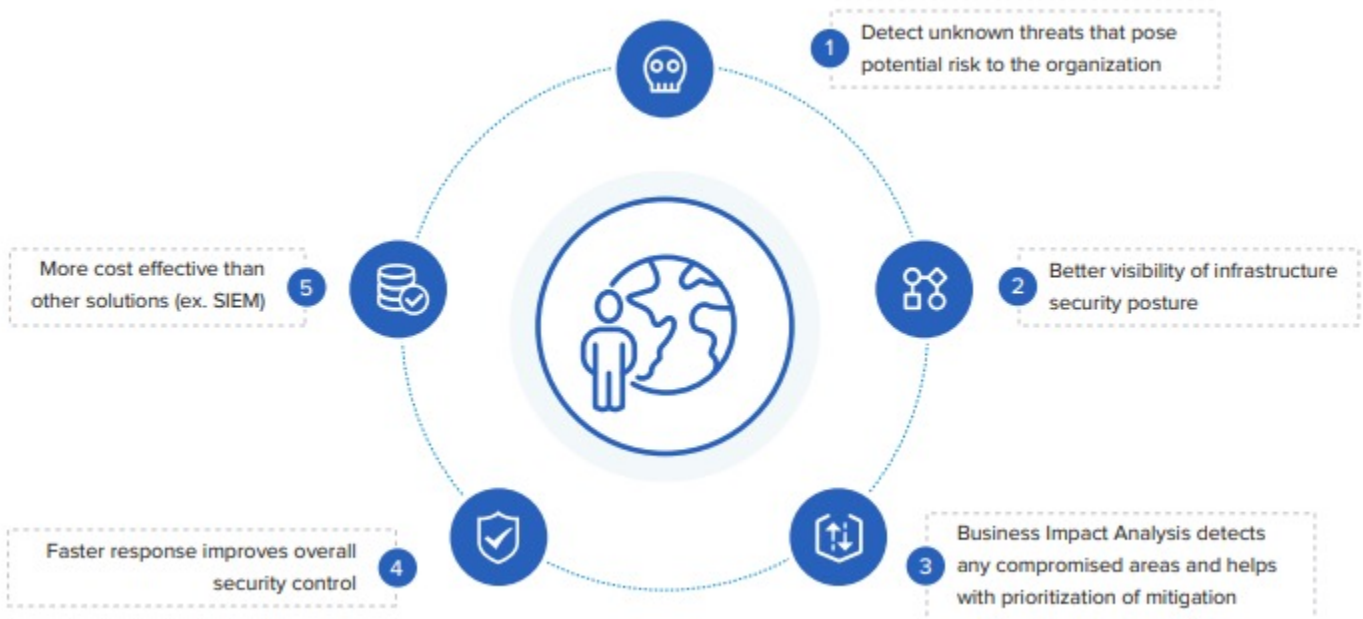 1
Detect unknown threats that pose
potential risk to the organization
2
Better visibility of infrastructure
security posture
3
Business Impact Analysis detects
any compromised areas and helps
with prioritization of mitigation
4
Faster response improves overall
security control
5
More cost effective than
other solutions (ex. SIEM)